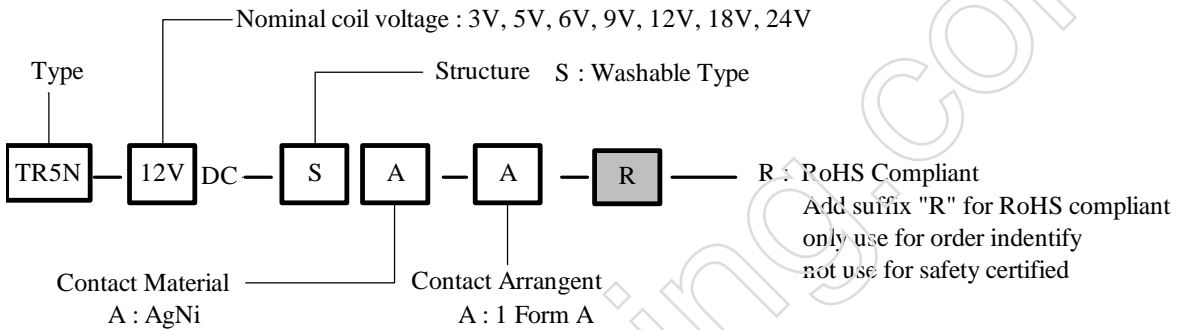 Nominal coil voltage : 3V, 5V, 6V, 9V, 12V, 18V, 24V
Type
Structure S : Washable Type
TR5N 12V DC S A A R
R : RoHS Compliant
Add suffix "R" for RoHS compliant
only use for order indentify
not use for safety certified
Contact Material
A : AgNi
Contact Arrangent
A : 1 Form A
ing.com